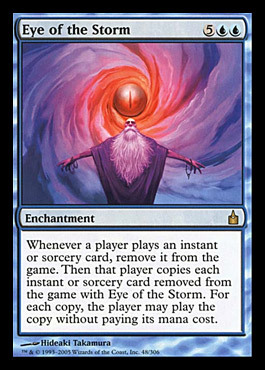 Eye of the Storm 5
Enchantment
Whenever a player plays an instant
or sorcery card, remove it from the
game. Then that player copies each
instant or sorcery card removed from
the game with Eye of the Storm. For
each copy, the player may play the
copy without paying its mana cost.
Hideaki Takamura
™ & © 1993–2005 Wizards of the Coast, Inc. 48/306